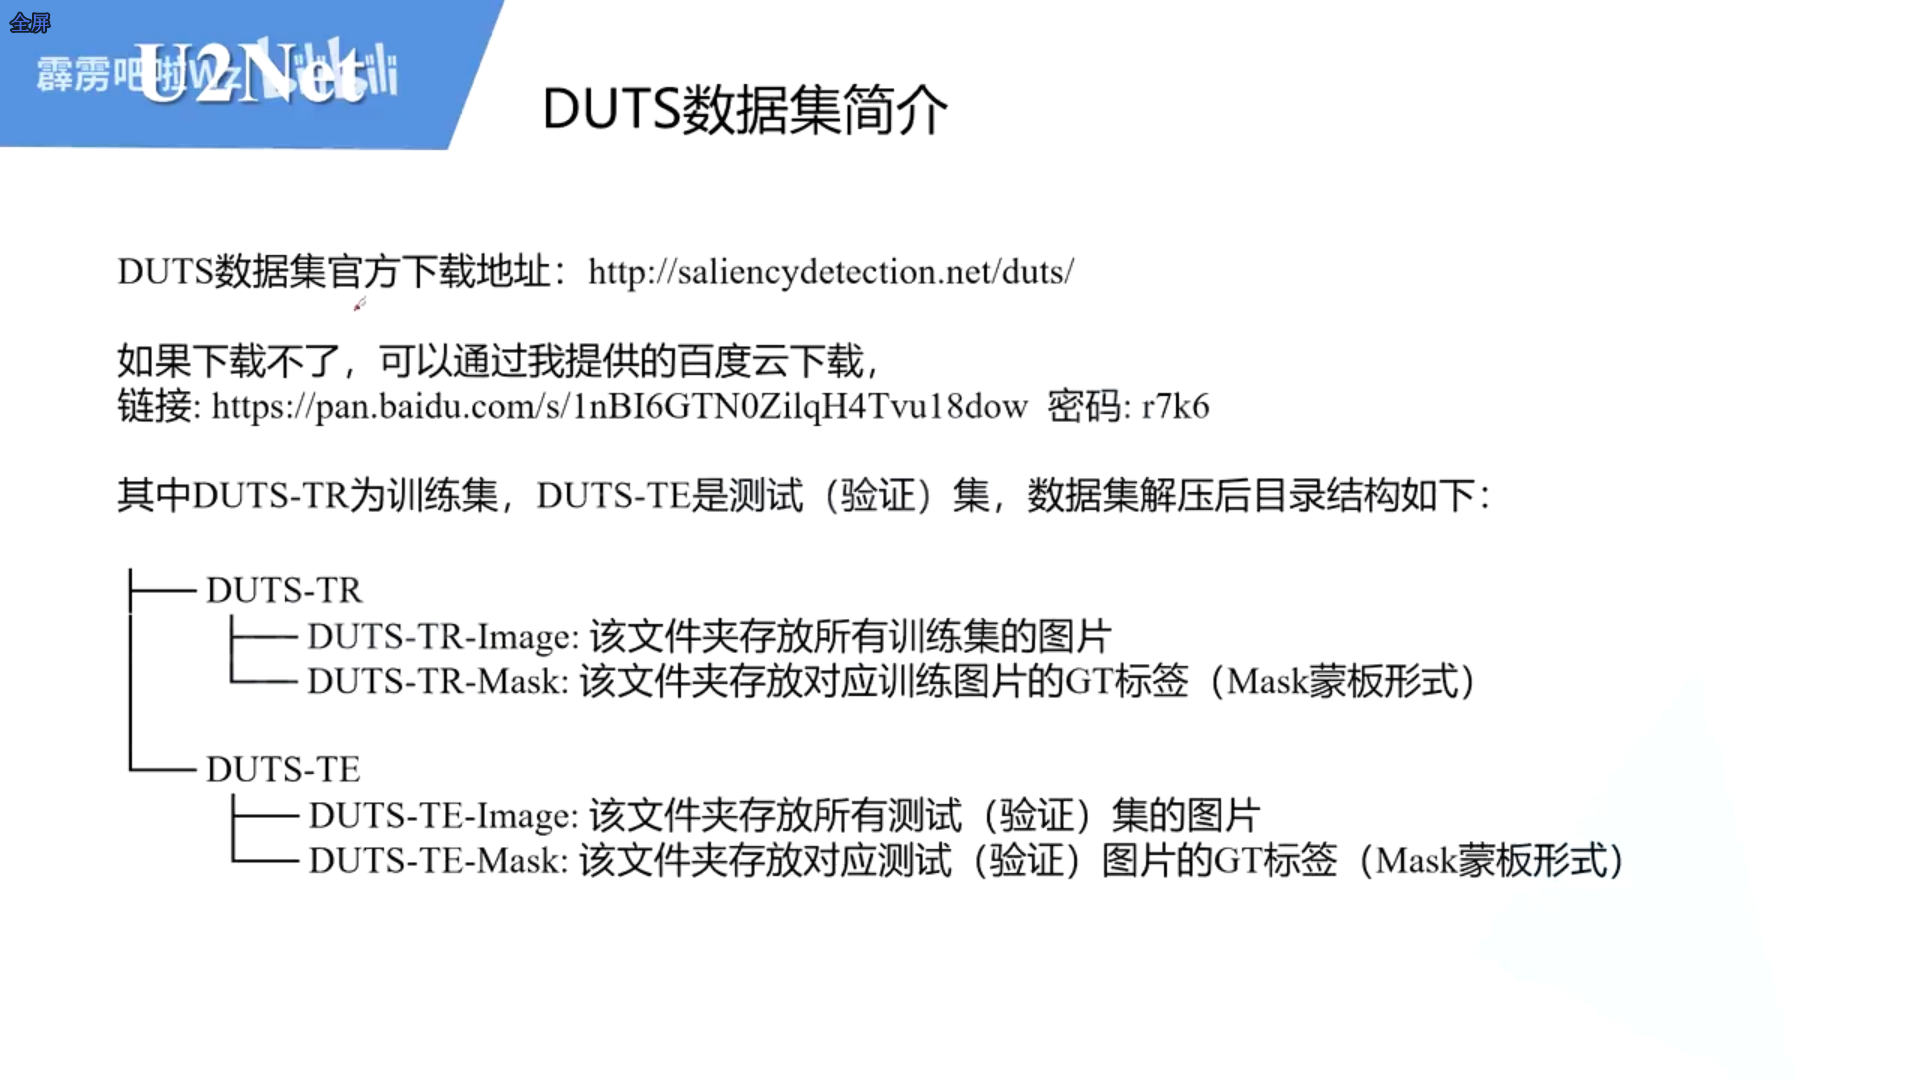 全屏
霹雳吧啦Wz bilibili
U2Net
DUTS数据集简介
DUTS数据集官方下载地址：http://saliencydetection.net/duts/
如果下载不了，可以通过我提供的百度云下载，
链接: https://pan.baidu.com/s/1nBI6GTN0ZilqH4Tvu18dow 密码: r7k6
其中DUTS-TR为训练集，DUTS-TE是测试（验证）集，数据集解压后目录结构如下：
├── DUTS-TR
├── DUTS-TR-Image: 该文件夹存放所有训练集的图片
└── DUTS-TR-Mask: 该文件夹存放对应训练图片的GT标签（Mask蒙板形式）
└── DUTS-TE
├── DUTS-TE-Image: 该文件夹存放所有测试（验证）集的图片
└── DUTS-TE-Mask: 该文件夹存放对应测试（验证）图片的GT标签（Mask蒙板形式）